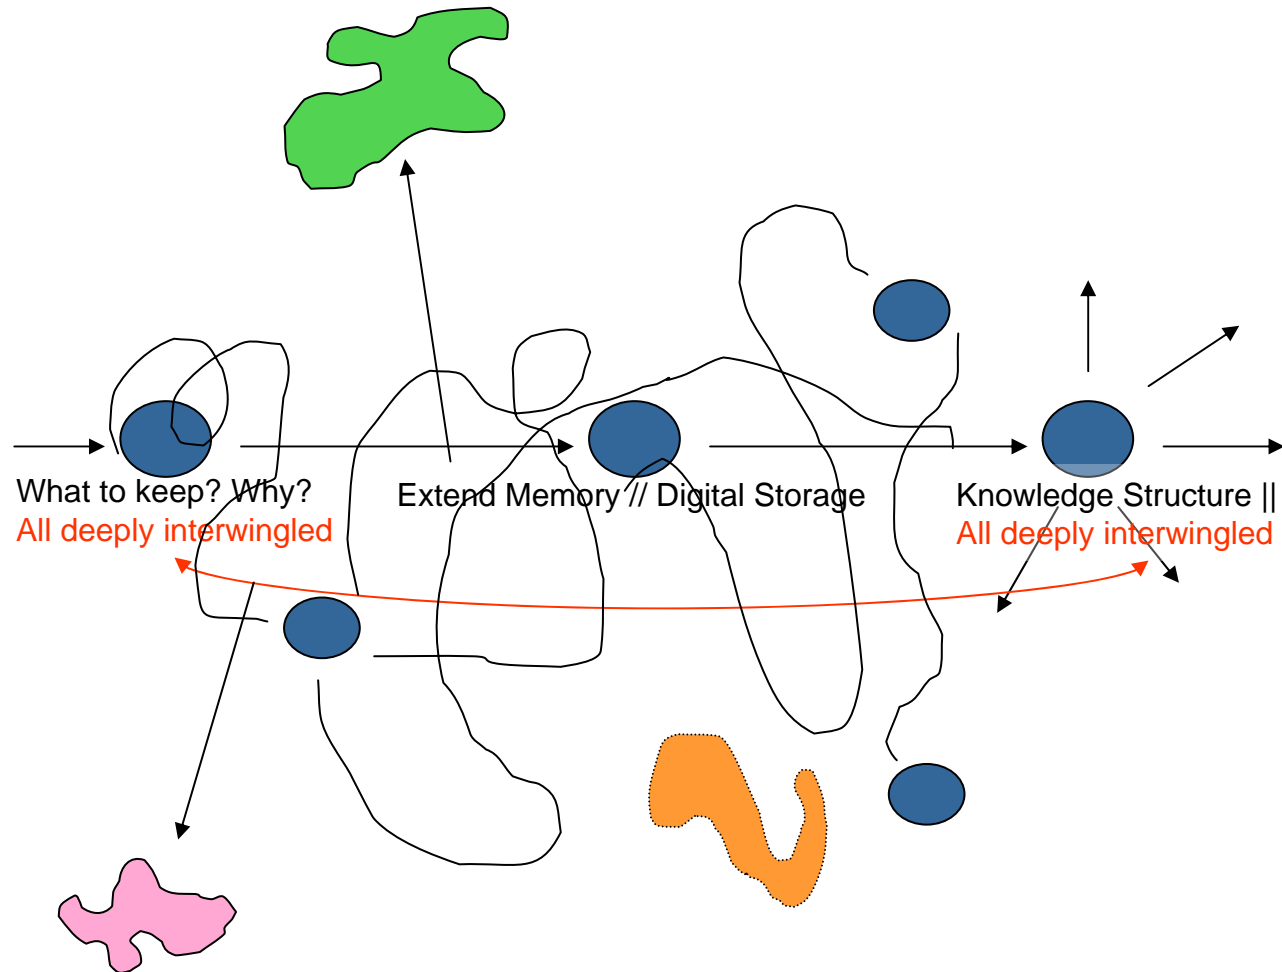 What to keep? Why?
All deeply interwingled
Extend Memory // Digital Storage
Knowledge Structure ||
All deeply interwingled